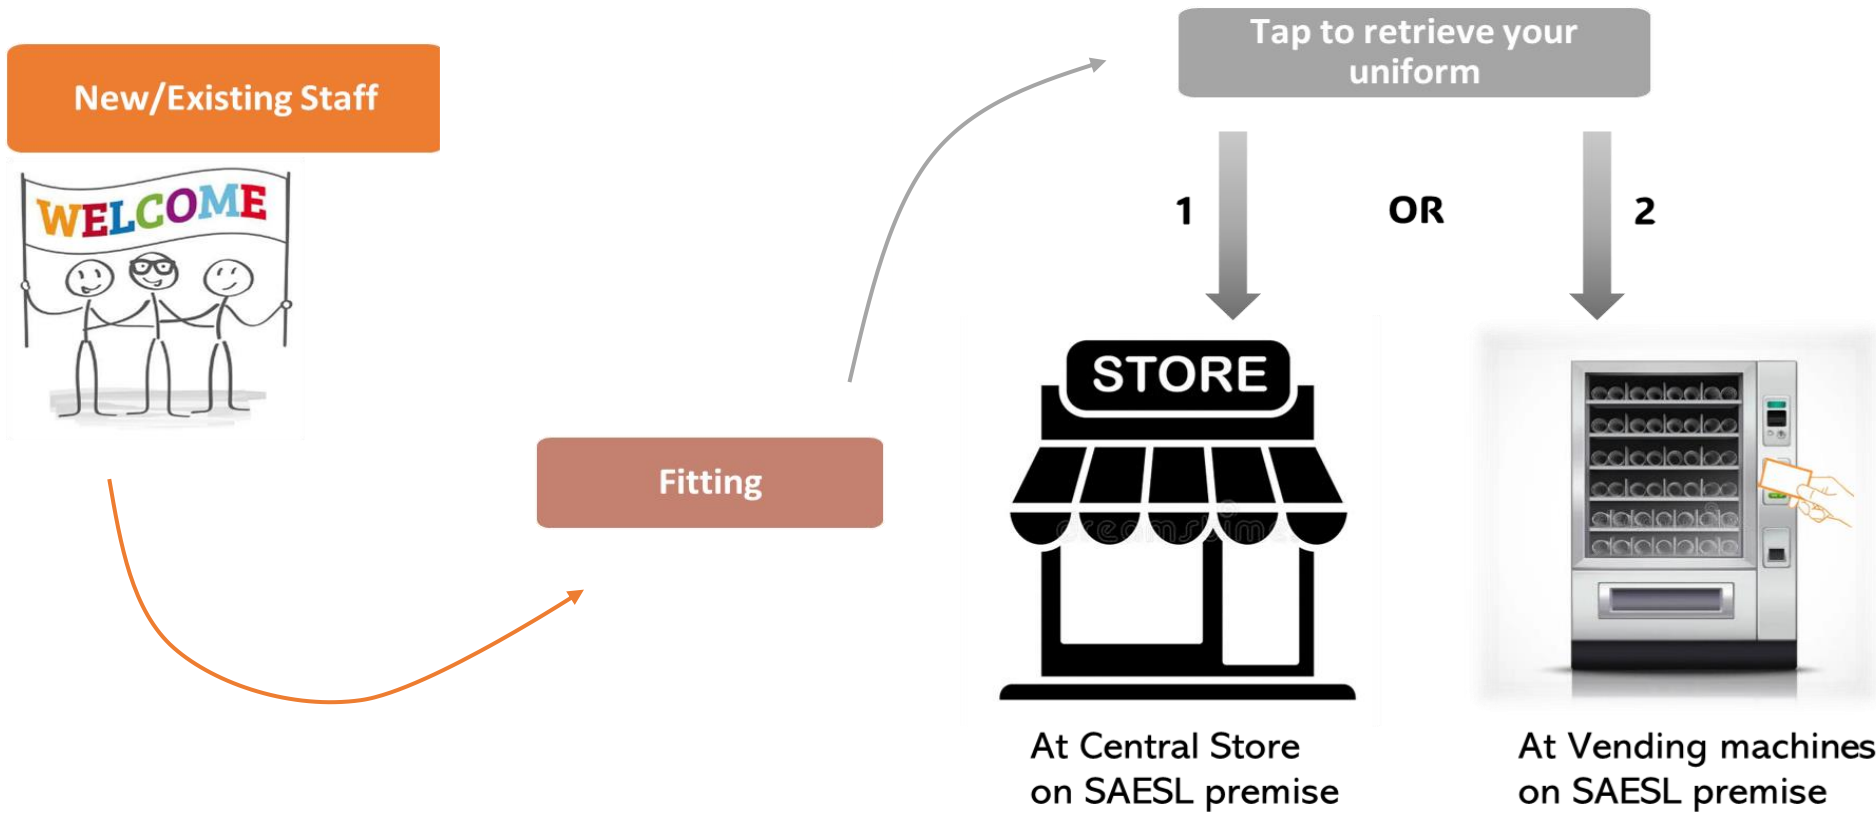 New/Existing Staff
WELCOME
Fitting
Tap to retrieve your
uniform
1
OR
2
STORE
dreamstime
At Central Store
on SAESL premise
At Vending machines
on SAESL premise